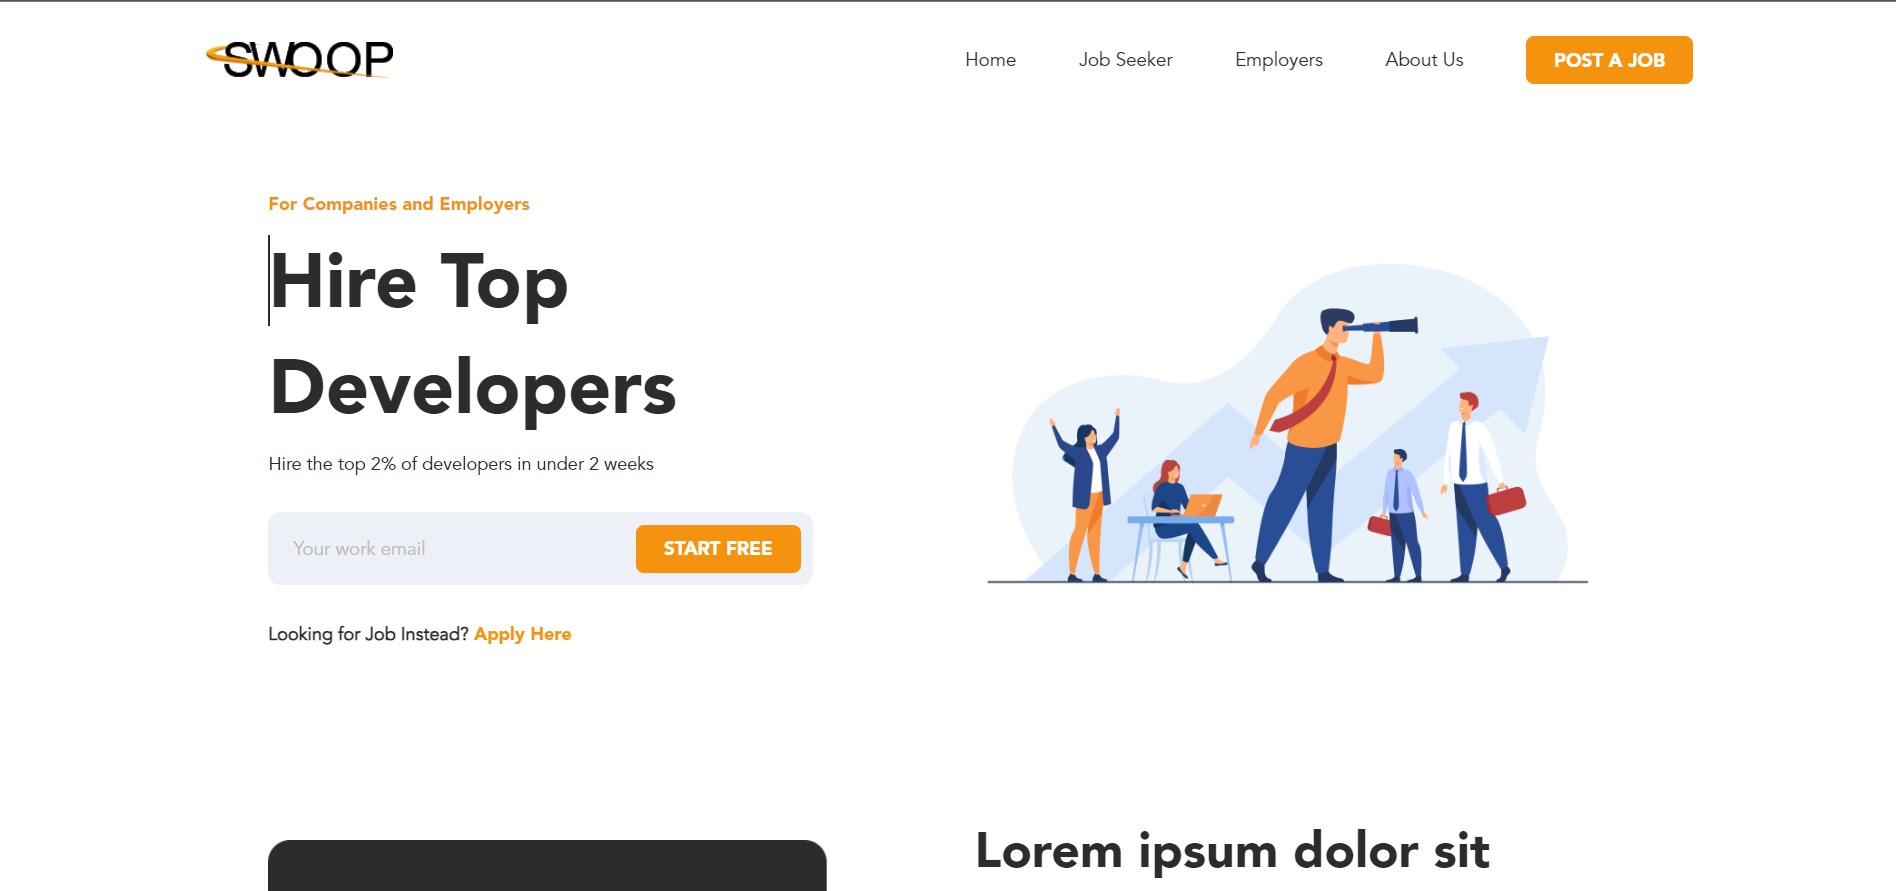 SWOOP
Home
Job Seeker
Employers
About Us
POST A JOB
For Companies and Employers
Hire Top
Developers
Hire the top 2% of developers in under 2 weeks
Your work email
START FREE
Looking for Job Instead? Apply Here
Lorem ipsum dolor sit